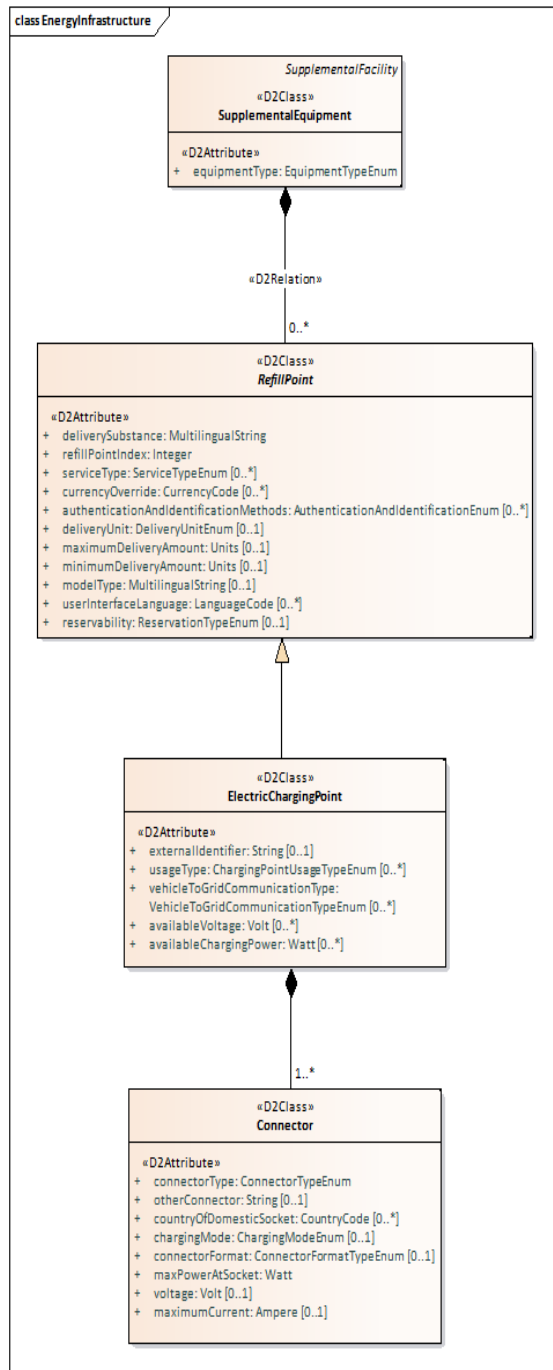 class EnergyInfrastructure
SupplementalFacility
«D2Class»
SupplementalEquipment
«D2Attribute»
+ equipmentType: EquipmentTypeEnum
«D2Relation»
0..*
«D2Class»
RefillPoint
«D2Attribute»
+ deliverySubstance: MultilingualString
+ refillPointIndex: Integer
+ serviceType: ServiceTypeEnum [0..*]
+ currencyOverride: CurrencyCode [0..*]
+ authenticationAndIdentificationMethods: AuthenticationAndIdentificationEnum [0..*]
+ deliveryUnit: DeliveryUnitEnum [0..1]
+ maximumDeliveryAmount: Units [0..1]
+ minimumDeliveryAmount: Units [0..1]
+ modelType: MultilingualString [0..1]
+ userInterfaceLanguage: LanguageCode [0..*]
+ reservability: ReservationTypeEnum [0..1]
«D2Class»
ElectricChargingPoint
«D2Attribute»
+ externalIdentifier: String [0..1]
+ usageType: ChargingPointUsageTypeEnum [0..*]
+ vehicleToGridCommunicationType:
VehicleToGridCommunicationTypeEnum [0..*]
+ availableVoltage: Volt [0..*]
+ availableChargingPower: Watt [0..*]
1..*
«D2Class»
Connector
«D2Attribute»
+ connectorType: ConnectorTypeEnum
+ otherConnector: String [0..1]
+ countryOfDomesticSocket: CountryCode [0..*]
+ chargingMode: ChargingModeEnum [0..1]
+ connectorFormat: ConnectorFormatTypeEnum [0..1]
+ maxPowerAtSocket: Watt
+ voltage: Volt [0..1]
+ maximumCurrent: Ampere [0..1]